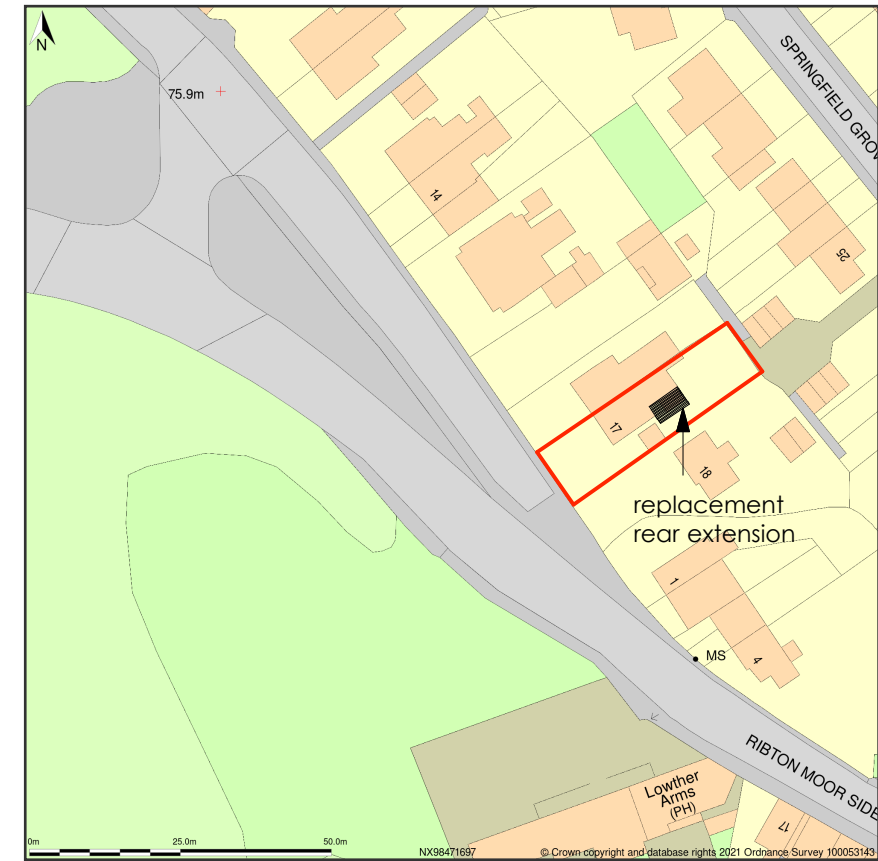 N
75.9m
SPRINGFIELD GROV
14
25
17
18
replacement
rear extension
1
4
MS
RIBTON MOOR SIDE
Lowther
Arms
(PH)
17
0m
25.0m
50.0m
NX98471697
© Crown copyright and database rights 2021 Ordnance Survey 100053143